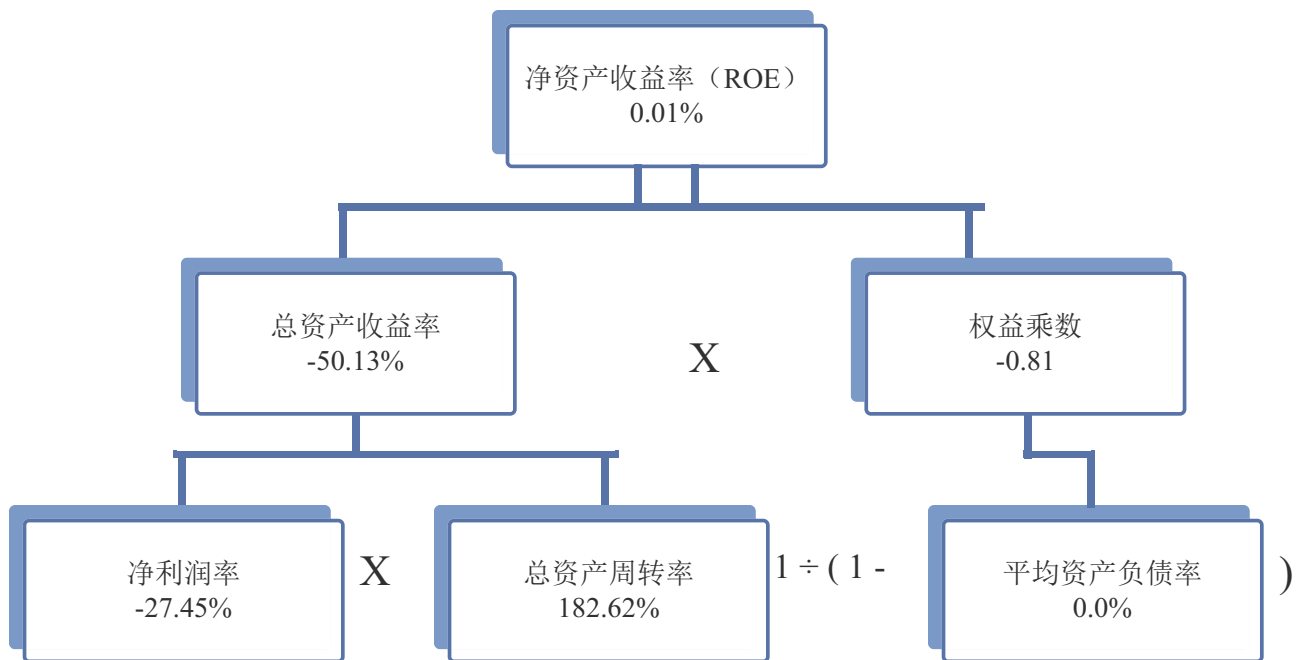 净资产收益率（ROE）
0.01%
总资产收益率
-50.13%
X
权益乘数
-0.81
净利润率
-27.45%
X
总资产周转率
182.62%
1 ÷ ( 1 -
平均资产负债率
0.0%
)